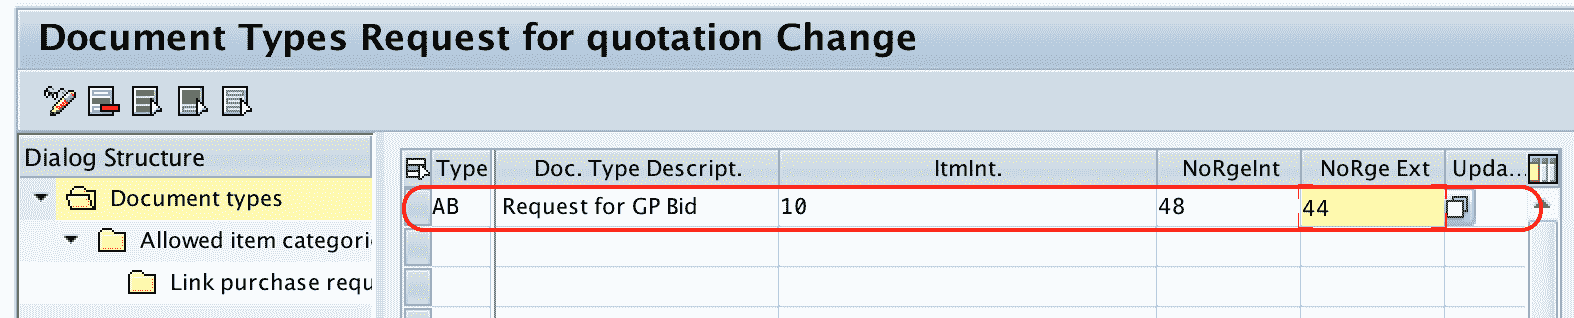 Document Types Request for quotation Change
Dialog Structure
Document types
Allowed item categori
Link purchase requ
Type Doc. Type Descript. ItmInt. NoRgeInt NoRge Ext Upda...
AB Request for GP Bid 10 48 44